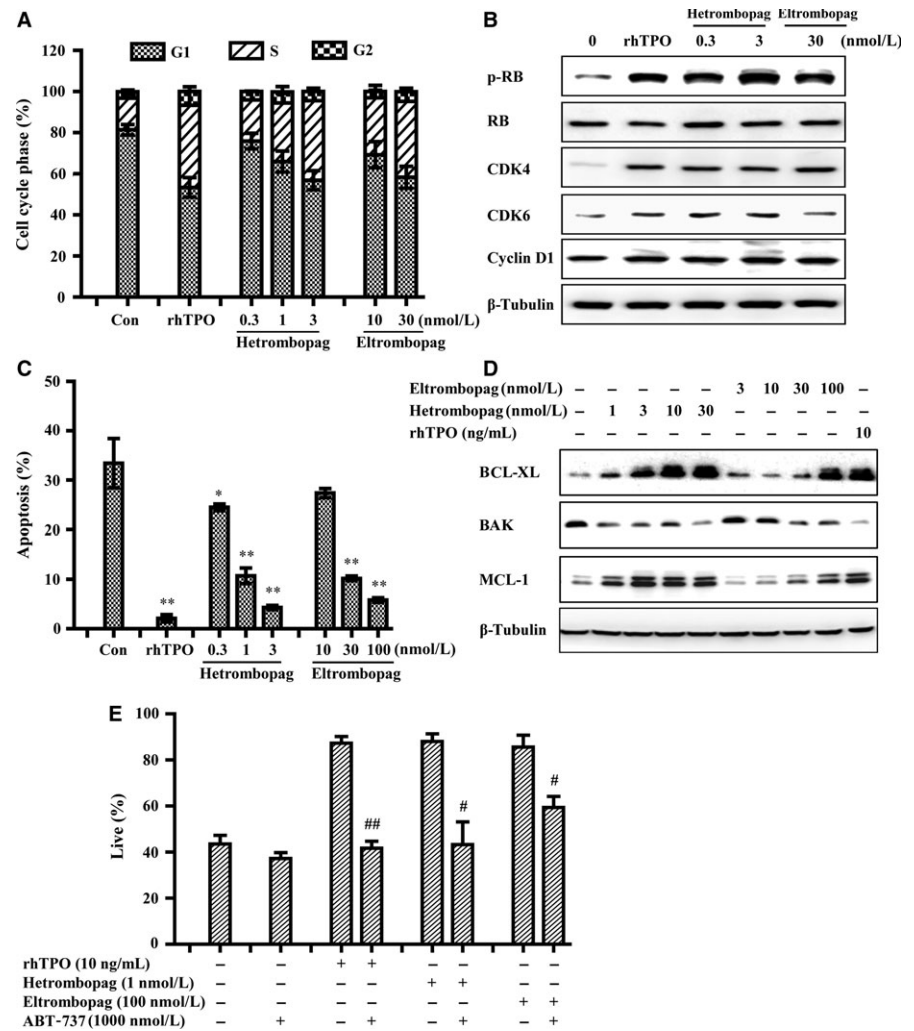 A
G1 S G2
Cell cycle phase (%)
120
100
80
60
40
20
0
Con rhTPO 0.3 1 3 10 30 (nmol/L)
Hetrombopag Eltrombopag
B
Hetrombopag Eltrombopag
0 rhTPO 0.3 3 30 (nmol/L)
p-RB
RB
CDK4
CDK6
Cyclin D1
β-Tubulin
C
Apoptosis (%)
50
40
30
20
10
0
* ** ** ** ** **
Con rhTPO 0.3 1 3 10 30 100 (nmol/L)
Hetrombopag Eltrombopag
D
Eltrombopag (nmol/L) – – – – – 3 10 30 100 –
Hetrombopag (nmol/L) – 1 3 10 30 – – – – –
rhTPO (ng/mL) – – – – – – – – – 10
BCL-XL
BAK
MCL-1
β-Tubulin
E
Live (%)
100
80
60
40
20
0
## # #
rhTPO (10 ng/mL) – – + + – – – –
Hetrombopag (1 nmol/L) – – – – + + – –
Eltrombopag (100 nmol/L) – – – – – – + +
ABT-737 (1000 nmol/L) – + – + – + – +